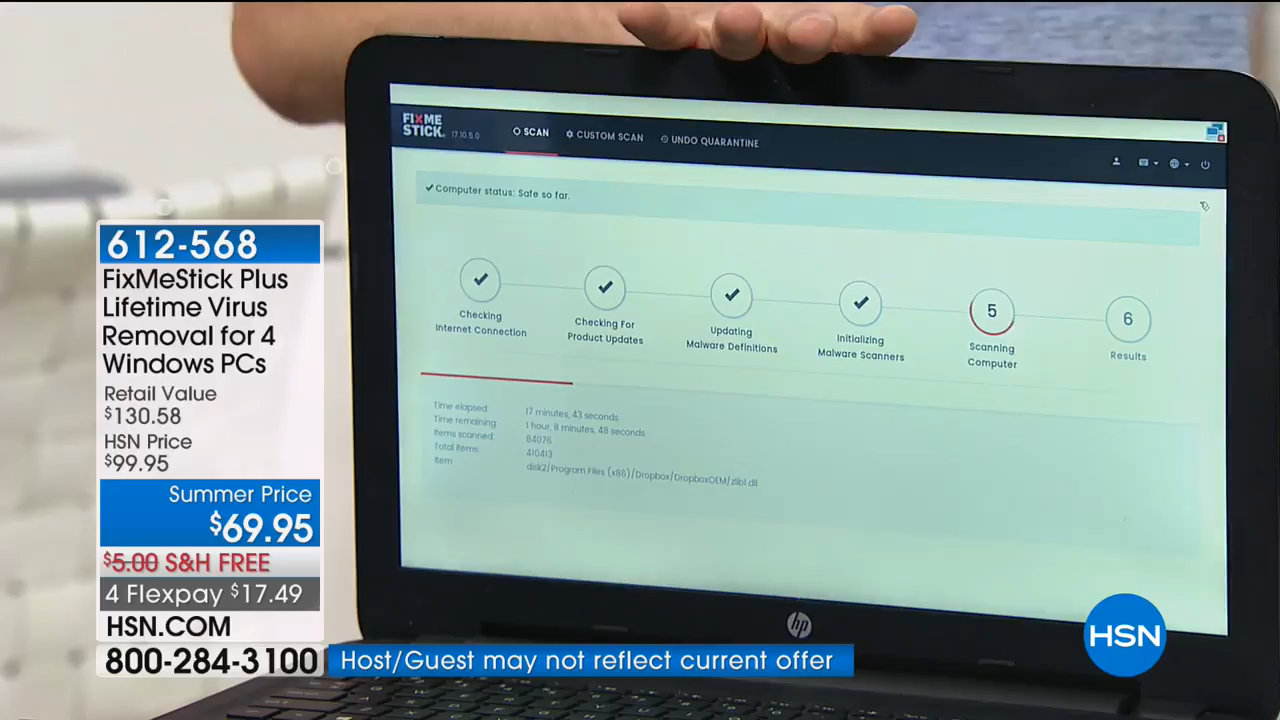 612-568
FixMeStick Plus
Lifetime Virus
Removal for 4
Windows PCs
Retail Value
$130.58
HSN Price
$99.95
Summer Price
$69.95
$5.00 S&H FREE
4 Flexpay $17.49
HSN.COM
800-284-3100
Host/Guest may not reflect current offer
HSN
FIXME
STICK 17.10.5.0
SCAN
CUSTOM SCAN
UNDO QUARANTINE
Computer status: Safe so far.
Checking
Internet Connection
Checking For
Product Updates
Updating
Malware Definitions
Initializing
Malware Scanners
5
Scanning
Computer
6
Results
Time elapsed 17 minutes, 43 seconds
Time remaining 1 hour, 8 minutes, 48 seconds
Items scanned: 84076
Total items 410413
Item: disk2/Program Files (x86)/Dropbox/DropboxOEM/zlib1.dll
hp